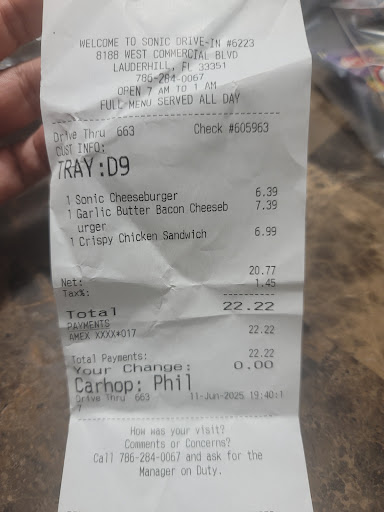 WELCOME TO SONIC DRIVE-IN #6223
8188 WEST COMMERCIAL BLVD
LAUDERHILL, FL 33351
786-284-0067
OPEN 7 AM TO 1 AM
FULL MENU SERVED ALL DAY
Drive Thru 663 Check #605963
CUST INFO:
TRAY:D9
1 Sonic Cheeseburger 6.39
1 Garlic Butter Bacon Cheeseb 7.39
urger
1 Crispy Chicken Sandwich 6.99
Net: 20.77
Tax%: 1.45
Total 22.22
PAYMENTS
AMEX XXXX*017 22.22
Total Payments: 22.22
Your Change: 0.00
Carhop: Phil
Drive Thru 663 11-Jun-2025 19:40:1
7
How was your visit?
Comments or Concerns?
Call 786-284-0067 and ask for the
Manager on Duty.